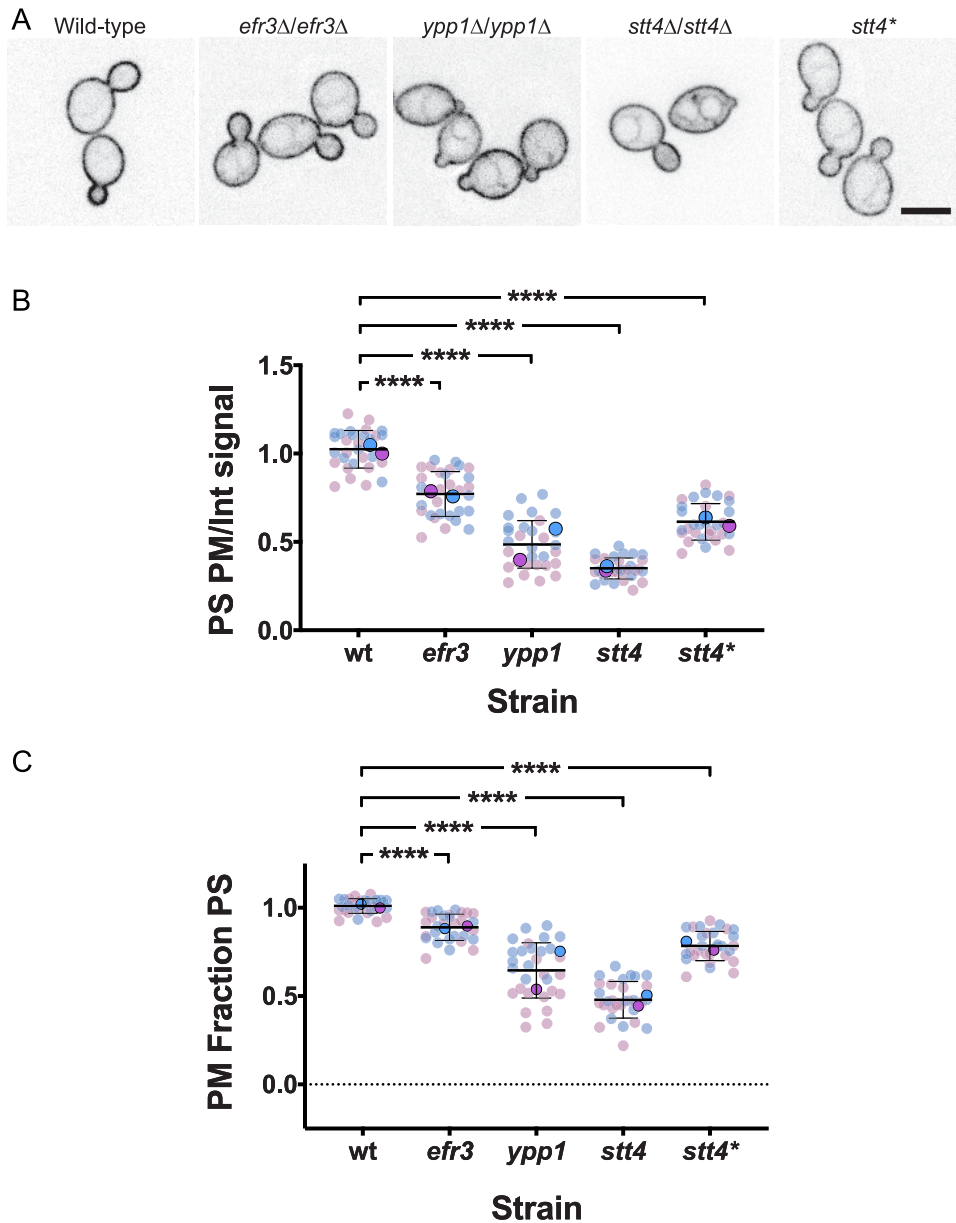 A
Wild-type efr3Δ/efr3Δ ypp1Δ/ypp1Δ stt4Δ/stt4Δ stt4*
B
****
****
****
****
1.5
1.0
0.5
0.0
PS PM/Int signal
wt efr3 ypp1 stt4 stt4*
Strain
C
****
****
****
****
1.0
0.5
0.0
PM Fraction PS
wt efr3 ypp1 stt4 stt4*
Strain